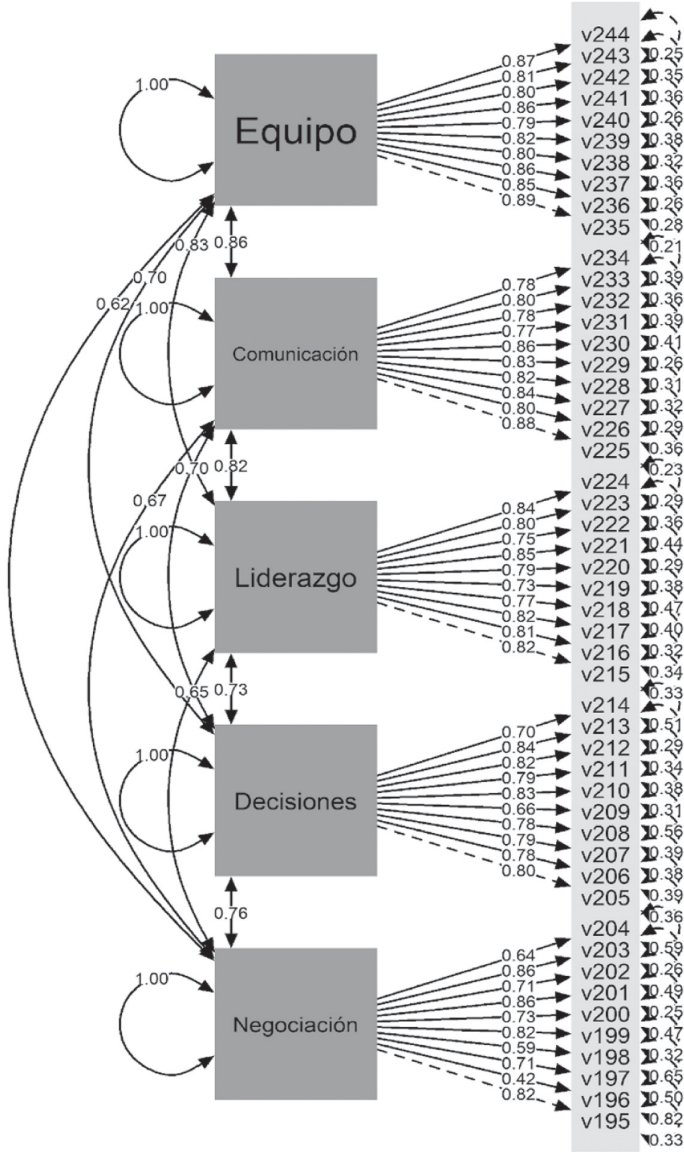 v244
0.87
v243
0.25
0.81
v242
0.35
1.00
0.80
v241
0.36
0.86
v240
0.26
Equipo
0.79
v239
0.38
0.82
v238
0.32
0.80
v237
0.36
0.86
v236
0.26
0.85
v235
0.28
0.89
0.21
0.83
0.86
v234
0.70
0.78
v233
0.39
0.62
0.80
v232
0.36
1.00
0.78
v231
0.39
0.77
v230
0.41
Comunicación
0.86
v229
0.26
0.83
v228
0.31
0.82
v227
0.32
0.84
v226
0.29
0.80
v225
0.36
0.88
0.23
0.70
0.82
v224
0.67
0.84
v223
0.29
0.80
v222
0.36
1.00
0.75
v221
0.44
0.85
v220
0.29
Liderazgo
0.79
v219
0.38
0.73
v218
0.47
0.77
v217
0.40
0.82
v216
0.32
0.81
v215
0.34
0.82
0.33
0.65
0.73
v214
0.70
v213
0.51
0.84
v212
0.29
1.00
0.82
v211
0.34
0.79
v210
0.38
Decisiones
0.83
v209
0.31
0.66
v208
0.56
0.78
v207
0.39
0.79
v206
0.38
0.78
v205
0.39
0.80
0.36
0.76
v204
0.64
v203
0.59
0.86
v202
0.26
1.00
0.71
v201
0.49
0.86
v200
0.25
Negociación
0.73
v199
0.47
0.82
v198
0.32
0.59
v197
0.65
0.71
v196
0.50
0.42
v195
0.82
0.82
0.33